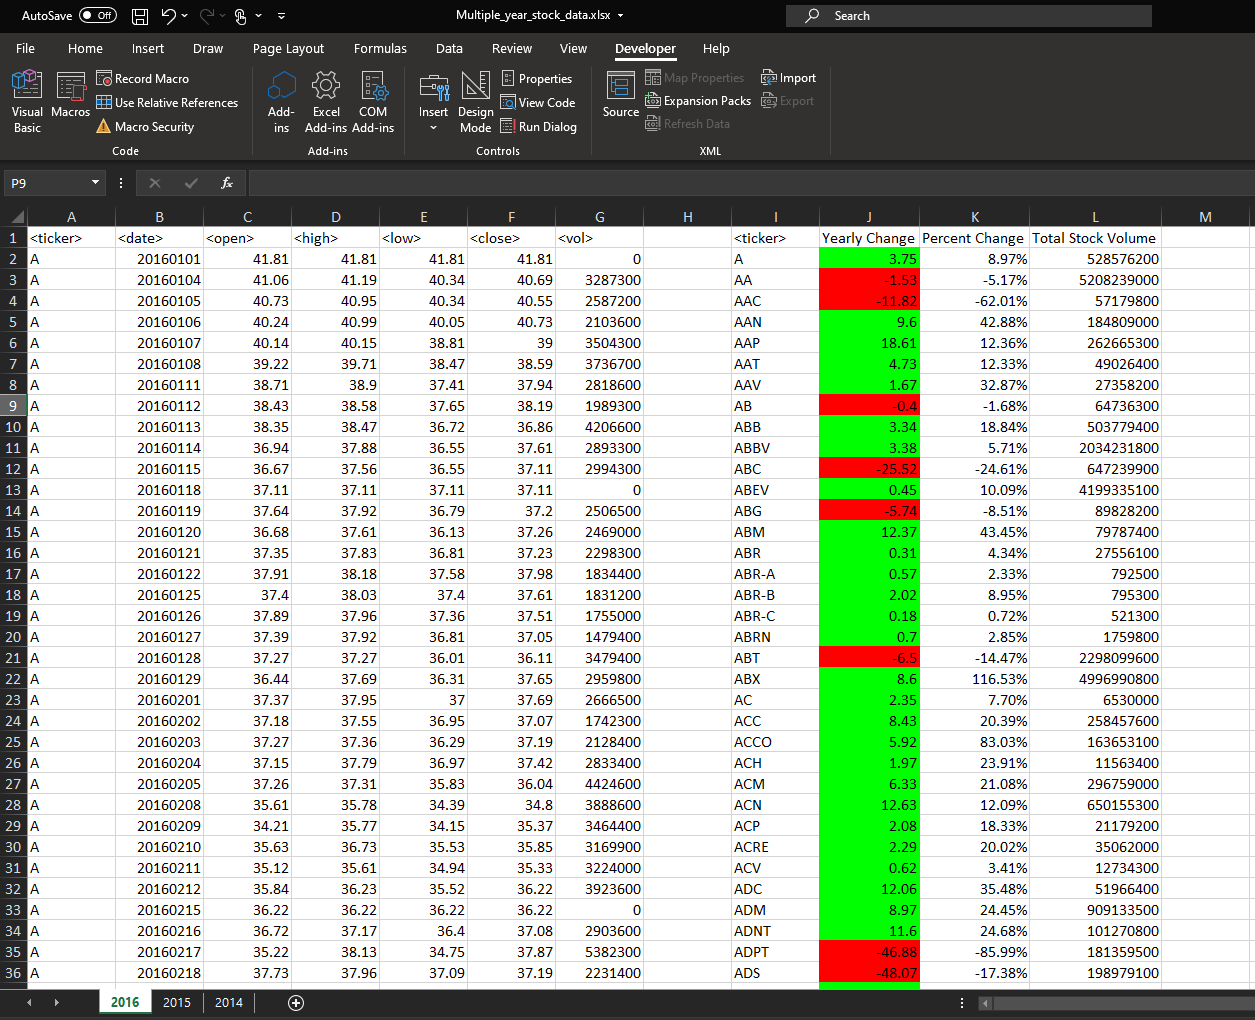 AutoSave Off Multiple_year_stock_data.xlsx Search
File Home Insert Draw Page Layout Formulas Data Review View Developer Help
Visual Basic Macros Record Macro Use Relative References Macro Security Code
Add-ins Excel Add-ins COM Add-ins Add-ins
Insert Design Mode Properties View Code Run Dialog Controls
Source Map Properties Expansion Packs Refresh Data Import Export XML
P9 fx
A B C D E F G H I J K L M
1 <ticker> <date> <open> <high> <low> <close> <vol> <ticker> Yearly Change Percent Change Total Stock Volume
2 A 20160101 41.81 41.81 41.81 41.81 0 A 3.75 8.97% 528576200
3 A 20160104 41.06 41.19 40.34 40.69 3287300 AA -1.53 -5.17% 5208239000
4 A 20160105 40.73 40.95 40.34 40.55 2587200 AAC -11.82 -62.01% 57179800
5 A 20160106 40.24 40.99 40.05 40.73 2103600 AAN 9.6 42.88% 184809000
6 A 20160107 40.14 40.15 38.81 39 3504300 AAP 18.61 12.36% 262665300
7 A 20160108 39.22 39.71 38.47 38.59 3736700 AAT 4.73 12.33% 49026400
8 A 20160111 38.71 38.9 37.41 37.94 2818600 AAV 1.67 32.87% 27358200
9 A 20160112 38.43 38.58 37.65 38.19 1989300 AB -0.4 -1.68% 64736300
10 A 20160113 38.35 38.47 36.72 36.86 4206600 ABB 3.34 18.84% 503779400
11 A 20160114 36.94 37.88 36.55 37.61 2893300 ABBV 3.38 5.71% 2034231800
12 A 20160115 36.67 37.56 36.55 37.11 2994300 ABC -25.52 -24.61% 647239900
13 A 20160118 37.11 37.11 37.11 37.11 0 ABEV 0.45 10.09% 4199335100
14 A 20160119 37.64 37.92 36.79 37.2 2506500 ABG -5.74 -8.51% 89828200
15 A 20160120 36.68 37.61 36.13 37.26 2469000 ABM 12.37 43.45% 79787400
16 A 20160121 37.35 37.83 36.81 37.23 2298300 ABR 0.31 4.34% 27556100
17 A 20160122 37.91 38.18 37.58 37.98 1834400 ABR-A 0.57 2.33% 792500
18 A 20160125 37.4 38.03 37.4 37.61 1831200 ABR-B 2.02 8.95% 795300
19 A 20160126 37.89 37.96 37.36 37.51 1755000 ABR-C 0.18 0.72% 521300
20 A 20160127 37.39 37.92 36.81 37.05 1479400 ABRN 0.7 2.85% 1759800
21 A 20160128 37.27 37.27 36.01 36.11 3479400 ABT -6.5 -14.47% 2298099600
22 A 20160129 36.44 37.69 36.31 37.65 2959800 ABX 8.6 116.53% 4996990800
23 A 20160201 37.37 37.95 37 37.69 2666500 AC 2.35 7.70% 6530000
24 A 20160202 37.18 37.55 36.95 37.07 1742300 ACC 8.43 20.39% 258457600
25 A 20160203 37.27 37.36 36.29 37.19 2128400 ACCO 5.92 83.03% 163653100
26 A 20160204 37.15 37.79 36.97 37.42 2833400 ACH 1.97 23.91% 11563400
27 A 20160205 37.26 37.31 35.83 36.04 4424600 ACM 6.33 21.08% 296759000
28 A 20160208 35.61 35.78 34.39 34.8 3888600 ACN 12.63 12.09% 650155300
29 A 20160209 34.21 35.77 34.15 35.37 3464400 ACP 2.08 18.33% 21179200
30 A 20160210 35.63 36.73 35.53 35.85 3169900 ACRE 2.29 20.02% 35062000
31 A 20160211 35.12 35.61 34.94 35.33 3224000 ACV 0.62 3.41% 12734300
32 A 20160212 35.84 36.23 35.52 36.22 3923600 ADC 12.06 35.48% 51966400
33 A 20160215 36.22 36.22 36.22 36.22 0 ADM 8.97 24.45% 909133500
34 A 20160216 36.72 37.17 36.4 37.08 2903600 ADNT 11.6 24.68% 101270800
35 A 20160217 35.22 38.13 34.75 37.87 5382300 ADPT -46.88 -85.99% 181359500
36 A 20160218 37.73 37.96 37.09 37.19 2231400 ADS -48.07 -17.38% 198979100
2016 2015 2014